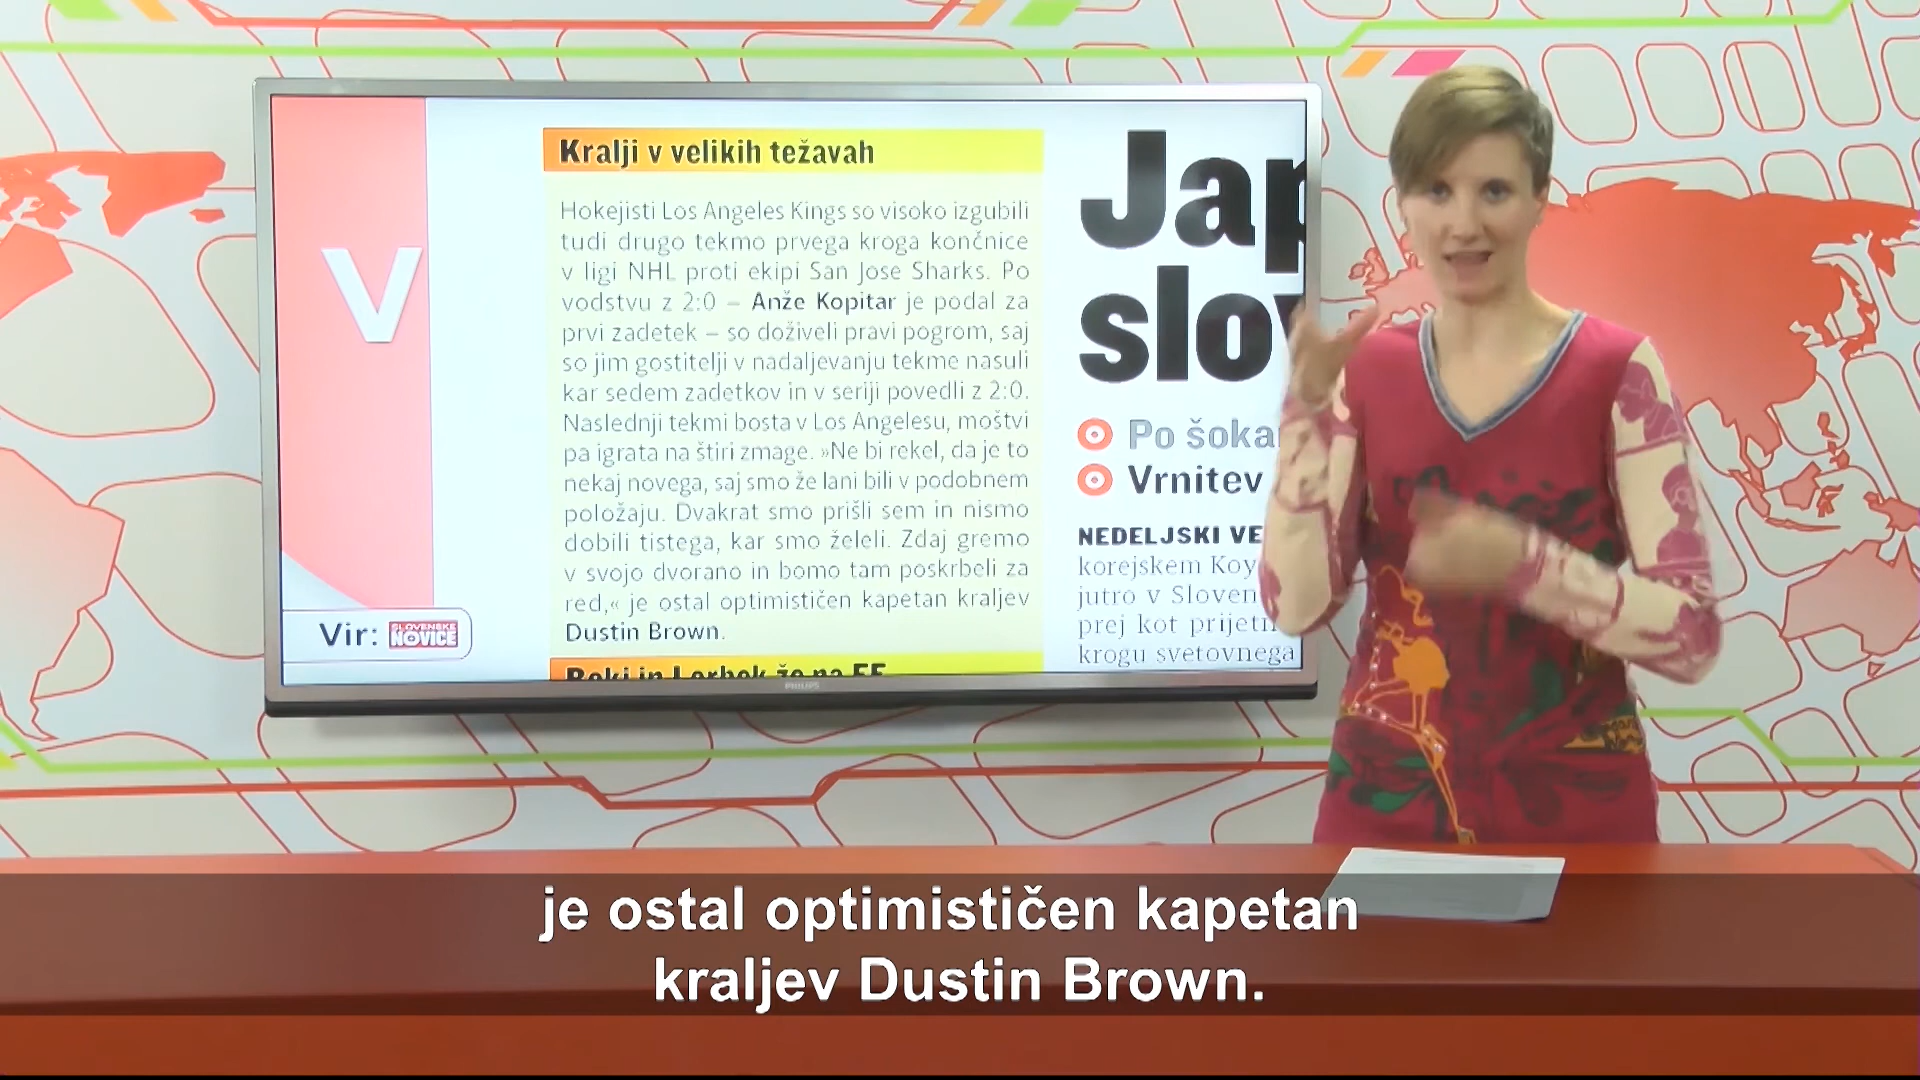 V
Vir: SLOVENSKE NOVICE
Kralji v velikih težavah
Hokejisti Los Angeles Kings so visoko izgubili
tudi drugo tekmo prvega kroga končnice
v ligi NHL proti ekipi San Jose Sharks. Po
vodstvu z 2:0 – Anže Kopitar je podal za
prvi zadetek – so doživeli pravi pogrom, saj
so jim gostitelji v nadaljevanju tekme nasuli
kar sedem zadetkov in v seriji povedli z 2:0.
Naslednji tekmi bosta v Los Angelesu, moštvi
pa igrata na štiri zmage. »Ne bi rekel, da je to
nekaj novega, saj smo že lani bili v podobnem
položaju. Dvakrat smo prišli sem in nismo
dobili tistega, kar smo želeli. Zdaj gremo
v svojo dvorano in bomo tam poskrbeli za
red,« je ostal optimističen kapetan kraljev
Dustin Brown.
Jap
slov
Po šoka
Vrnitev
NEDELJSKI VE
korejskem Koy
jutro v Sloven
prej kot prijetn
krogu svetovnega
PHILIPS
je ostal optimističen kapetan
kraljev Dustin Brown.